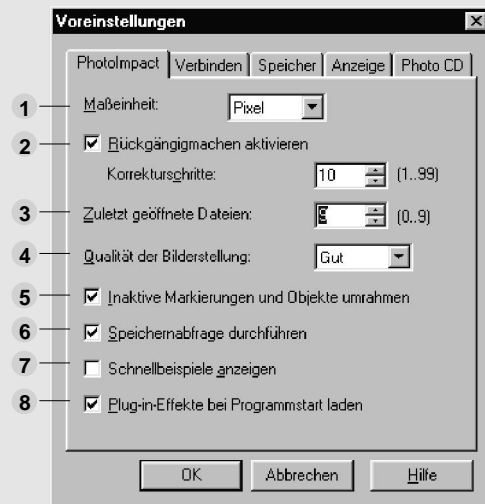 Voreinstellungen
PhotoImpact Verbinden Speicher Anzeige Photo CD
1 Maßeinheit: Pixel
2 Rückgängigmachen aktivieren
Korrekturschritte: 10 (1..99)
3 Zuletzt geöffnete Dateien: (0..9)
4 Qualität der Bilderstellung: Gut
5 Inaktive Markierungen und Objekte umrahmen
6 Speichernabfrage durchführen
7 Schnellbeispiele anzeigen
8 Plug-in-Effekte bei Programmstart laden
OK Abbrechen Hilfe